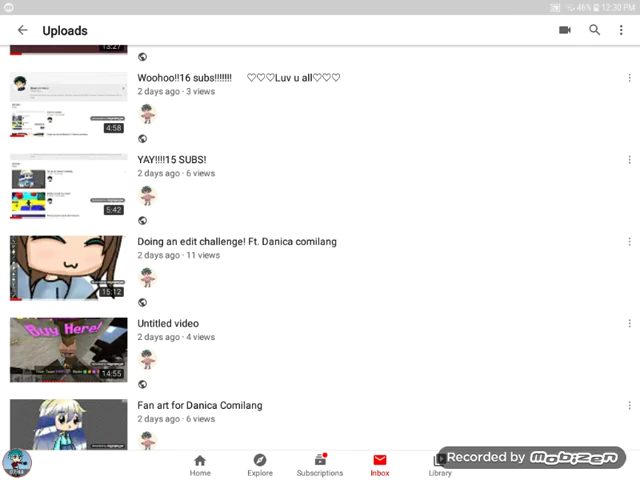 46% 12:30 PM
Uploads
13:27
Woohoo!!16 subs!!!!!!! ♡♡♡Luv u all♡♡♡
2 days ago · 3 views
4:58
YAY!!!!15 SUBS!
2 days ago · 6 views
5:42
Doing an edit challenge! Ft. Danica comilang
2 days ago · 11 views
15:12
Untitled video
2 days ago · 4 views
Buy Here!
14:55
Fan art for Danica Comilang
2 days ago · 6 views
Home
Explore
Subscriptions
Inbox
Library
Recorded by MOBIZEN